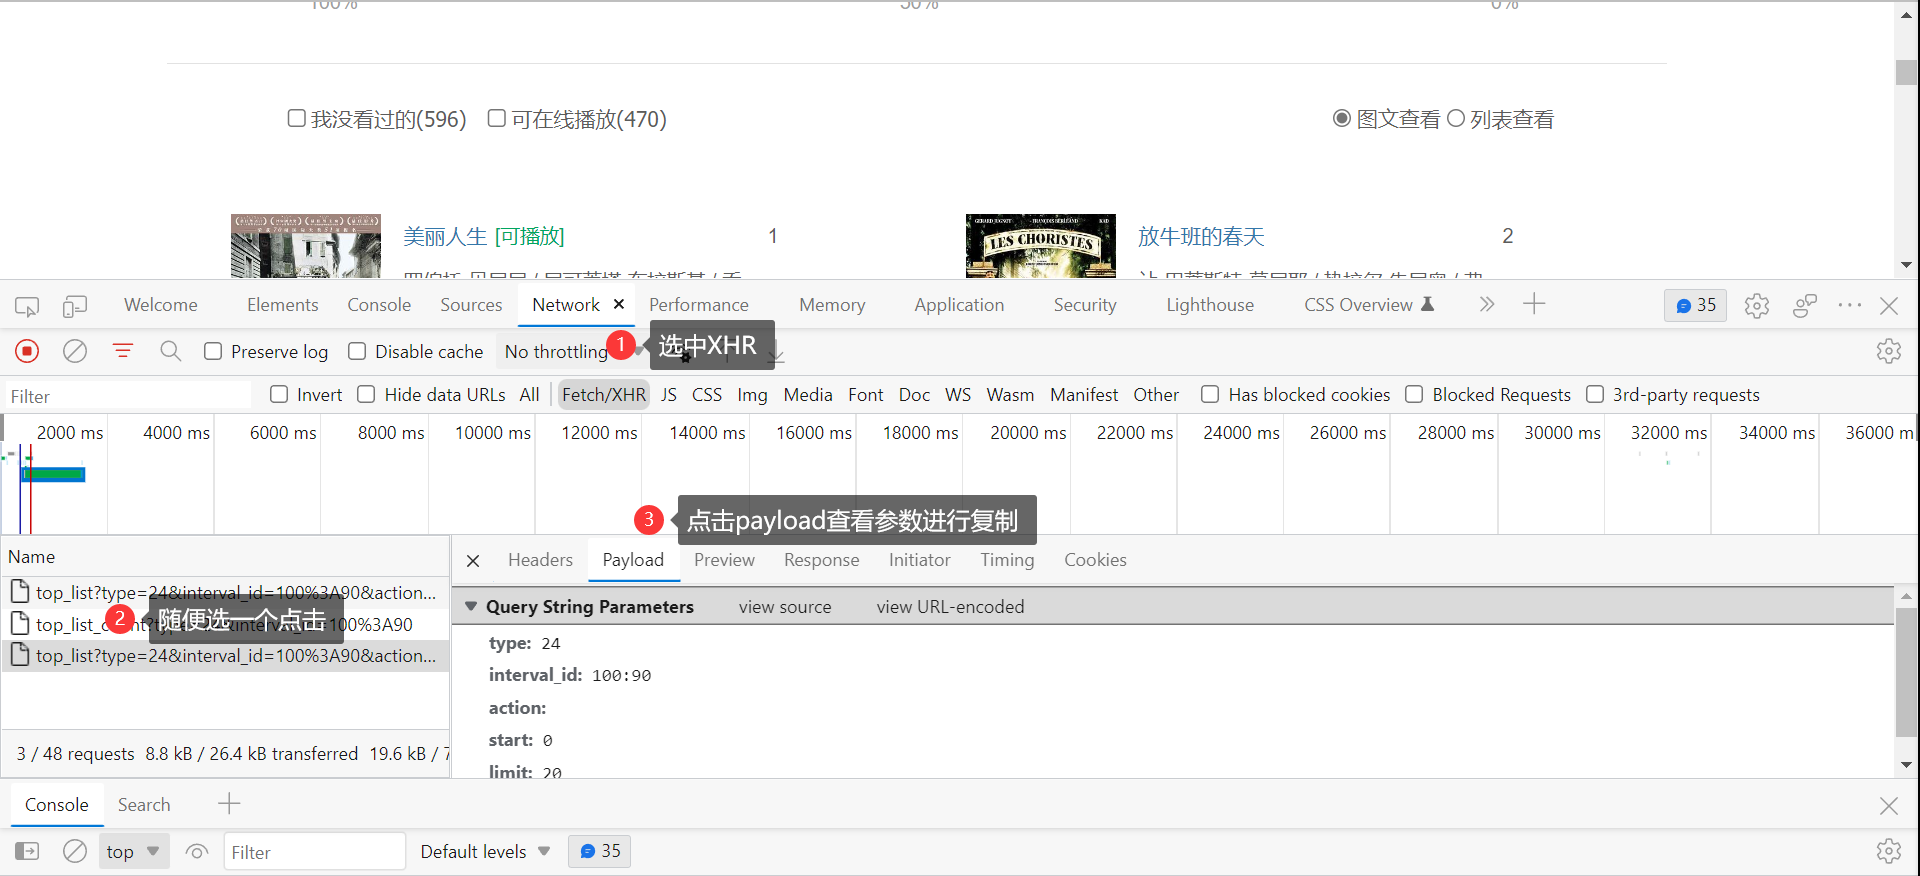 100% 50% 0%
我没看过的(596) 可在线播放(470) 图文查看 列表查看
美丽人生 [可播放] 1
LES CHORISTES
放牛班的春天 2
Welcome Elements Console Sources Network Performance Memory Application Security Lighthouse CSS Overview 35
Preserve log Disable cache No throttling 1 选中XHR
Filter Invert Hide data URLs All Fetch/XHR JS CSS Img Media Font Doc WS Wasm Manifest Other Has blocked cookies Blocked Requests 3rd-party requests
2000 ms 4000 ms 6000 ms 8000 ms 10000 ms 12000 ms 14000 ms 16000 ms 18000 ms 20000 ms 22000 ms 24000 ms 26000 ms 28000 ms 30000 ms 32000 ms 34000 ms 36000 m
3 点击payload查看参数进行复制
Name
top_list?type=24&interval_id=100%3A90&action...
2 随便选一个点击
top_list?type=24&interval_id=100%3A90&action...
3 / 48 requests 8.8 kB / 26.4 kB transferred 19.6 kB / 7
Headers Payload Preview Response Initiator Timing Cookies
Query String Parameters view source view URL-encoded
type: 24
interval_id: 100:90
action:
start: 0
limit: 20
Console Search
top Filter Default levels 35